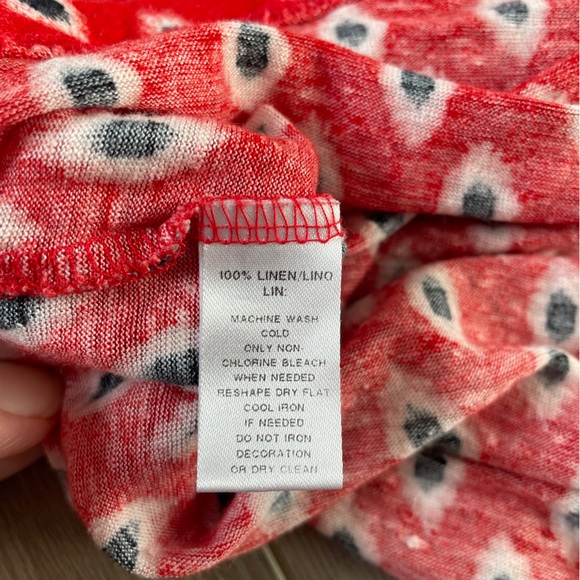 100% LINEN/LINO
LIN:
MACHINE WASH
COLD
ONLY NON-
CHLORINE BLEACH
WHEN NEEDED
RESHAPE DRY FLAT
COOL IRON
IF NEEDED
DO NOT IRON
DECORATION
OR DRY CLEAN